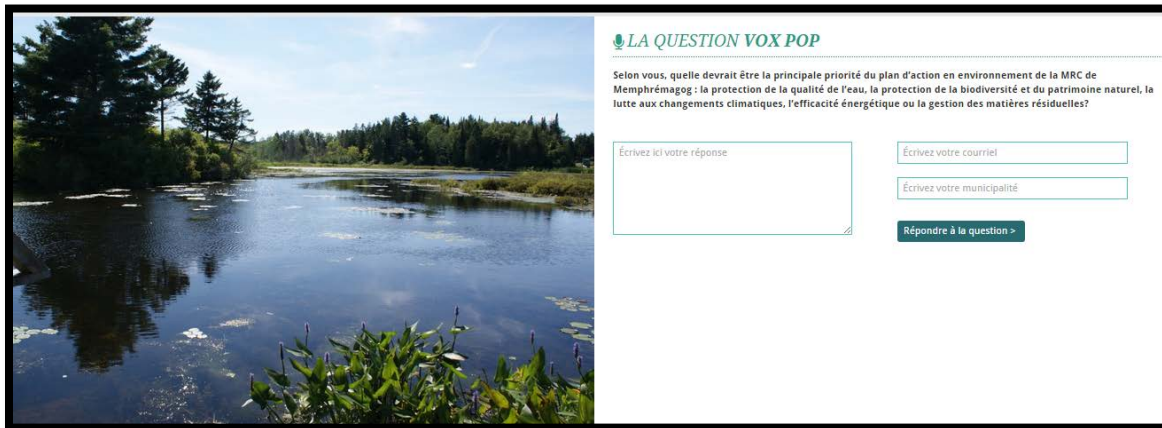 LA QUESTION VOX POP
Selon vous, quelle devrait être la principale priorité du plan d'action en environnement de la MRC de
Memphrémagog : la protection de la qualité de l'eau, la protection de la biodiversité et du patrimoine naturel, la
lutte aux changements climatiques, l'efficacité énergétique ou la gestion des matières résiduelles?
Écrivez ici votre réponse
Écrivez votre courriel
Écrivez votre municipalité
Répondre à la question >